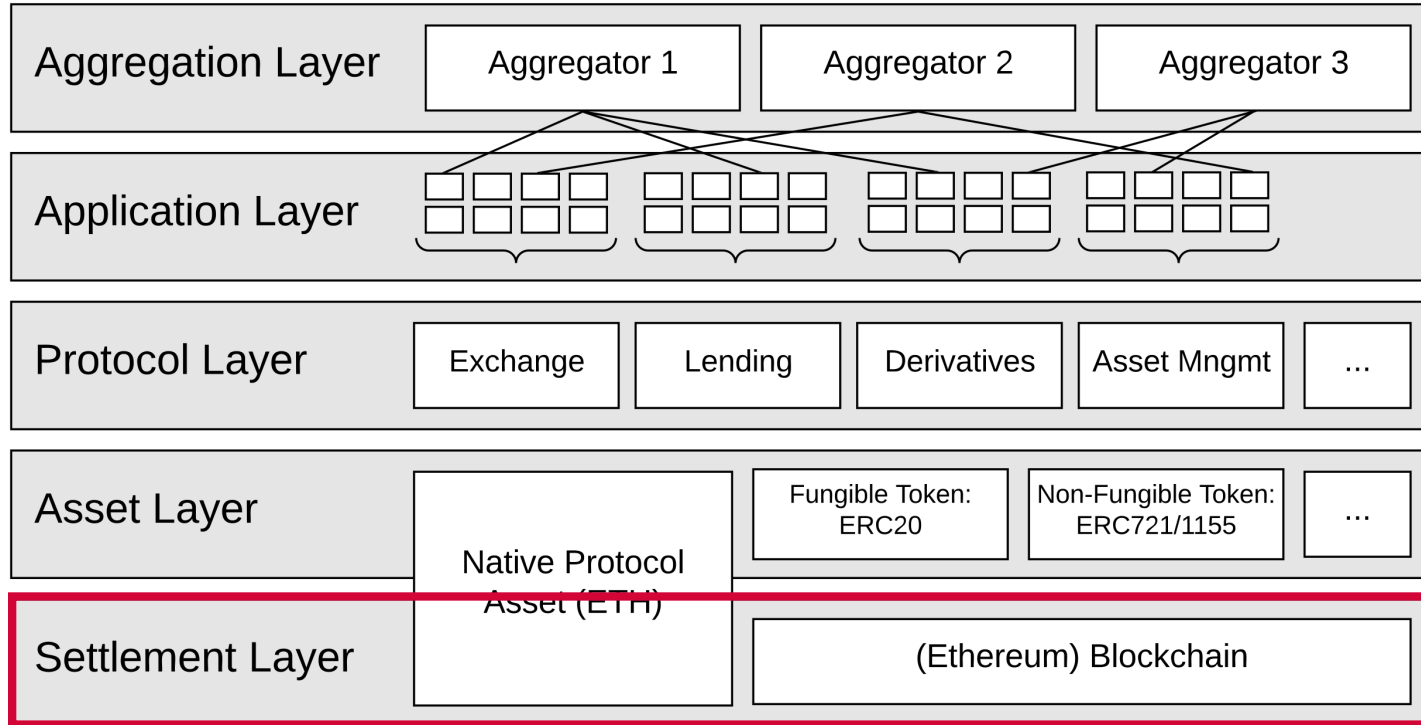 Aggregation Layer
Aggregator 1
Aggregator 2
Aggregator 3
Application Layer
Protocol Layer
Exchange
Lending
Derivatives
Asset Mngmt
...
Asset Layer
Native Protocol
Asset (ETH)
Fungible Token:
ERC20
Non-Fungible Token:
ERC721/1155
...
Settlement Layer
(Ethereum) Blockchain